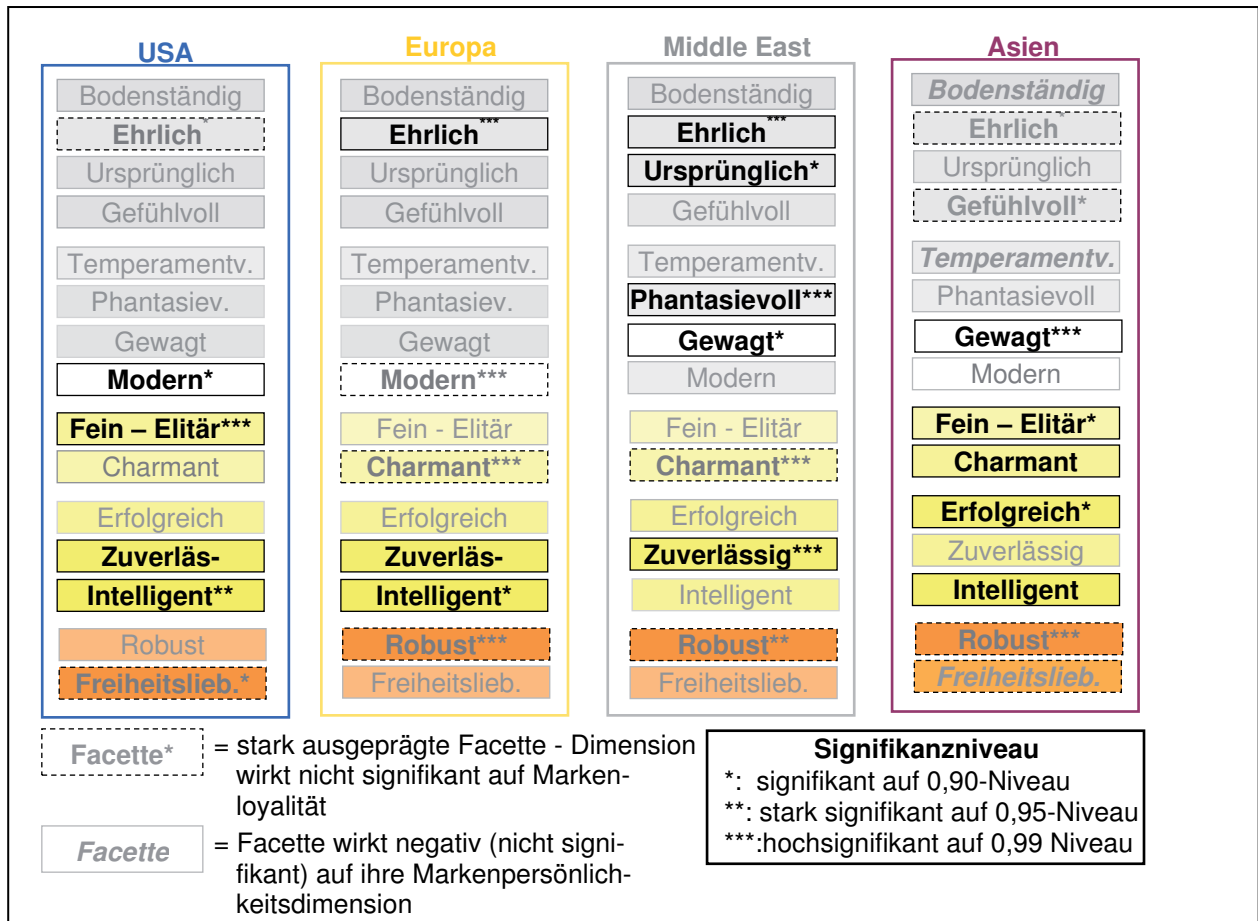 USA
Bodenständig
Ehrlich*
Ursprünglich
Gefühlvoll
Temperamentv.
Phantasiev.
Gewagt
Modern*
Fein – Elitär***
Charmant
Erfolgreich
Zuverläs-
Intelligent**
Robust
Freiheitslieb.*
Europa
Bodenständig
Ehrlich***
Ursprünglich
Gefühlvoll
Temperamentv.
Phantasiev.
Gewagt
Modern***
Fein - Elitär
Charmant***
Erfolgreich
Zuverläs-
Intelligent*
Robust***
Freiheitslieb.
Middle East
Bodenständig
Ehrlich***
Ursprünglich*
Gefühlvoll
Temperamentv.
Phantasievoll***
Gewagt*
Modern
Fein - Elitär
Charmant***
Erfolgreich
Zuverlässig***
Intelligent
Robust**
Freiheitslieb.
Asien
Bodenständig
Ehrlich*
Ursprünglich
Gefühlvoll*
Temperamentv.
Phantasievoll
Gewagt***
Modern
Fein – Elitär*
Charmant
Erfolgreich*
Zuverlässig
Intelligent
Robust***
Freiheitslieb.
Facette*
= stark ausgeprägte Facette - Dimension
wirkt nicht signifikant auf Marken-
loyalität
Facette
= Facette wirkt negativ (nicht signi-
fikant) auf ihre Markenpersönlich-
keitsdimension
Signifikanzniveau
*: signifikant auf 0,90-Niveau
**: stark signifikant auf 0,95-Niveau
***:hochsignifikant auf 0,99 Niveau